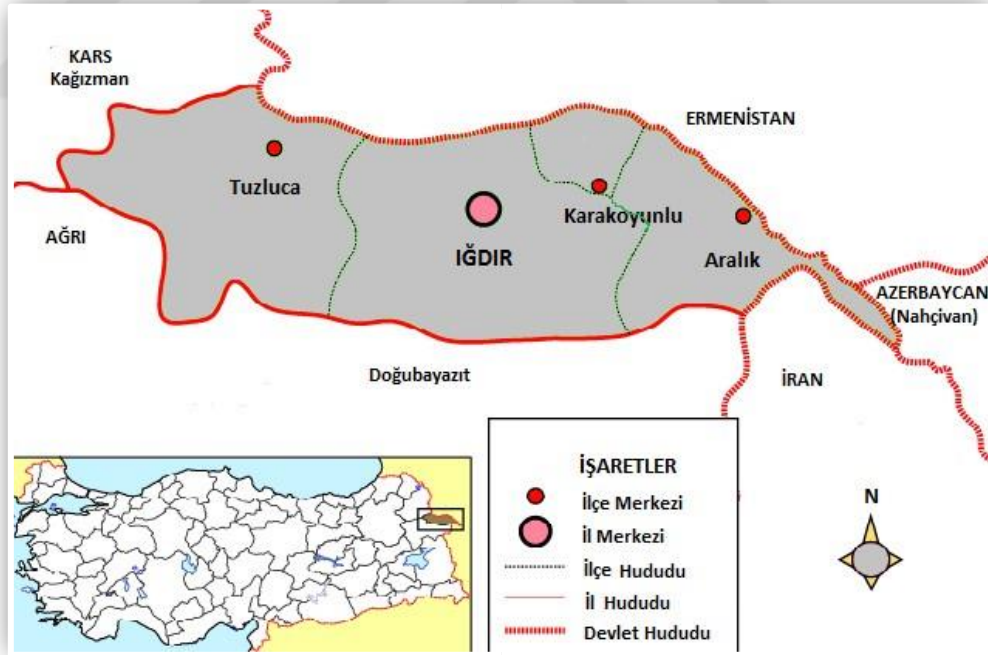 KARS
Kağızman
ERMENİSTAN
Tuzluca
Karakoyunlu
AĞRI
IĞDIR
Aralık
AZERBAYCAN
(Nahçivan)
Doğubayazıt
İRAN
İŞARETLER
İlçe Merkezi
İl Merkezi
İlçe Hududu
İl Hududu
Devlet Hududu
N